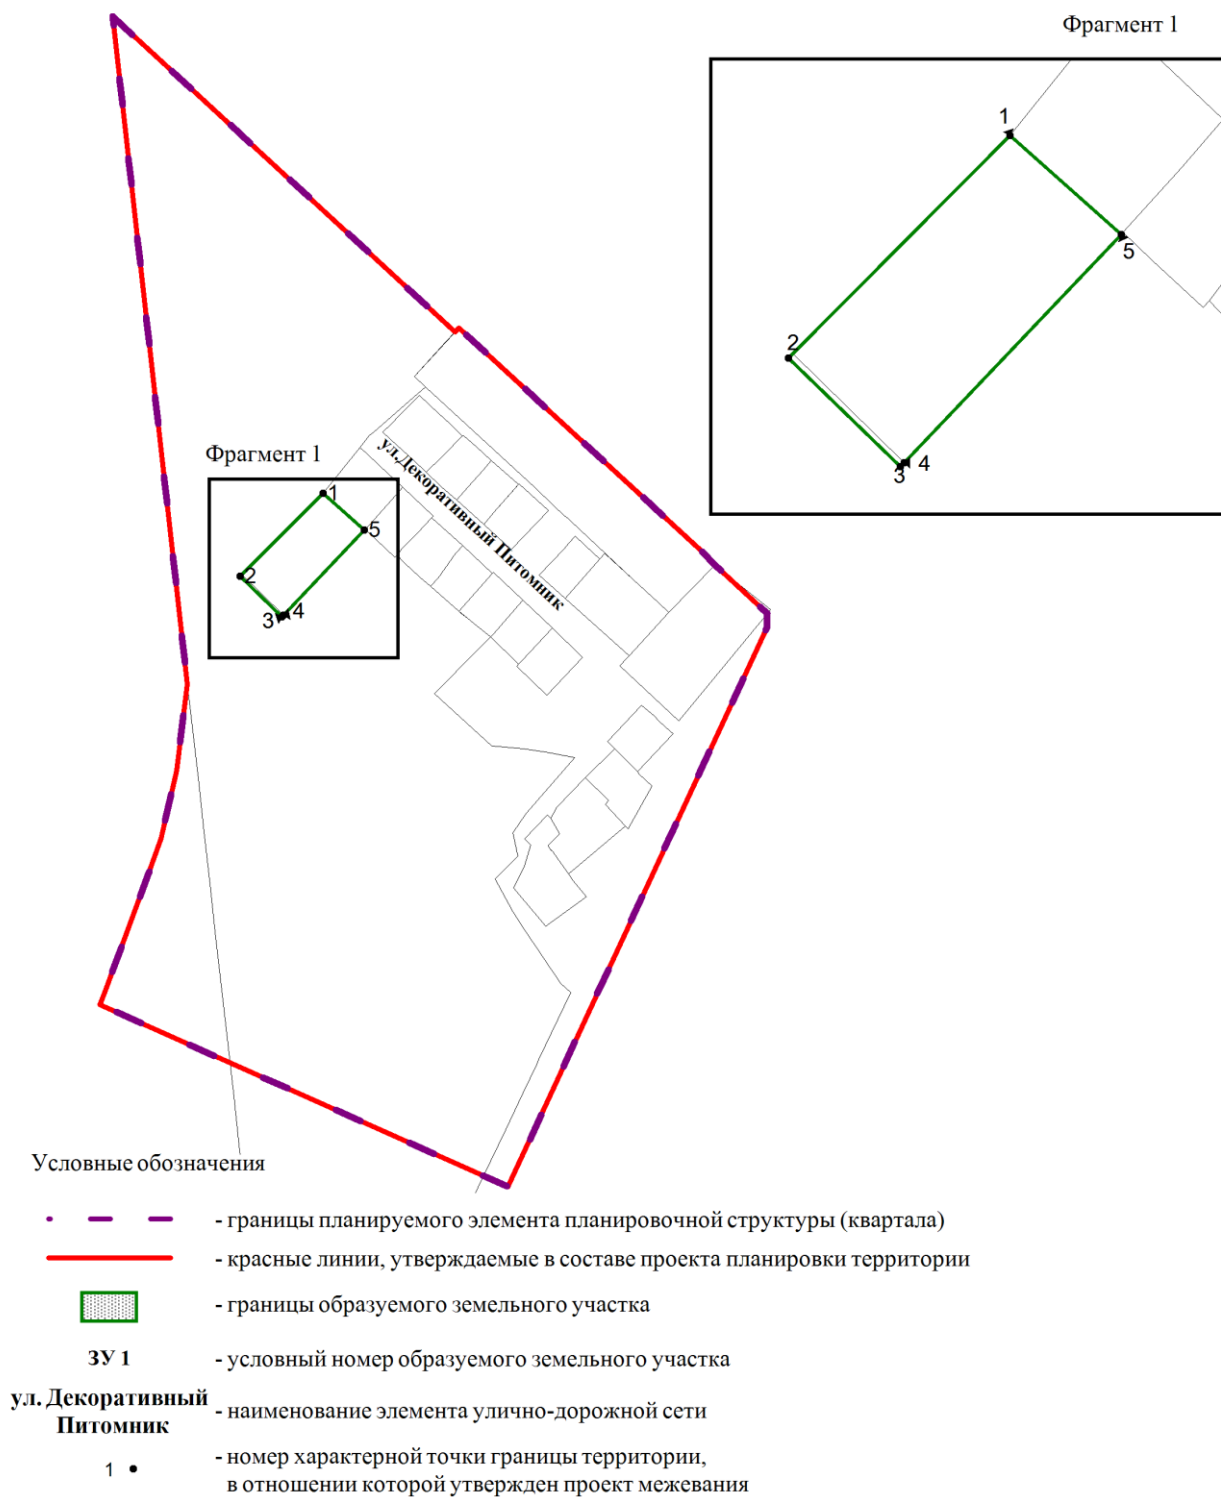 Фрагмент 1
1
5
2
4
3
Фрагмент 1
1
5
2
4
3
ул.Декоративный Питомник
Условные обозначения
- границы планируемого элемента планировочной структуры (квартала)
- красные линии, утверждаемые в составе проекта планировки территории
- границы образуемого земельного участка
ЗУ 1 - условный номер образуемого земельного участка
ул. Декоративный
Питомник
- наименование элемента улично-дорожной сети
1 - номер характерной точки границы территории,
в отношении которой утвержден проект межевания